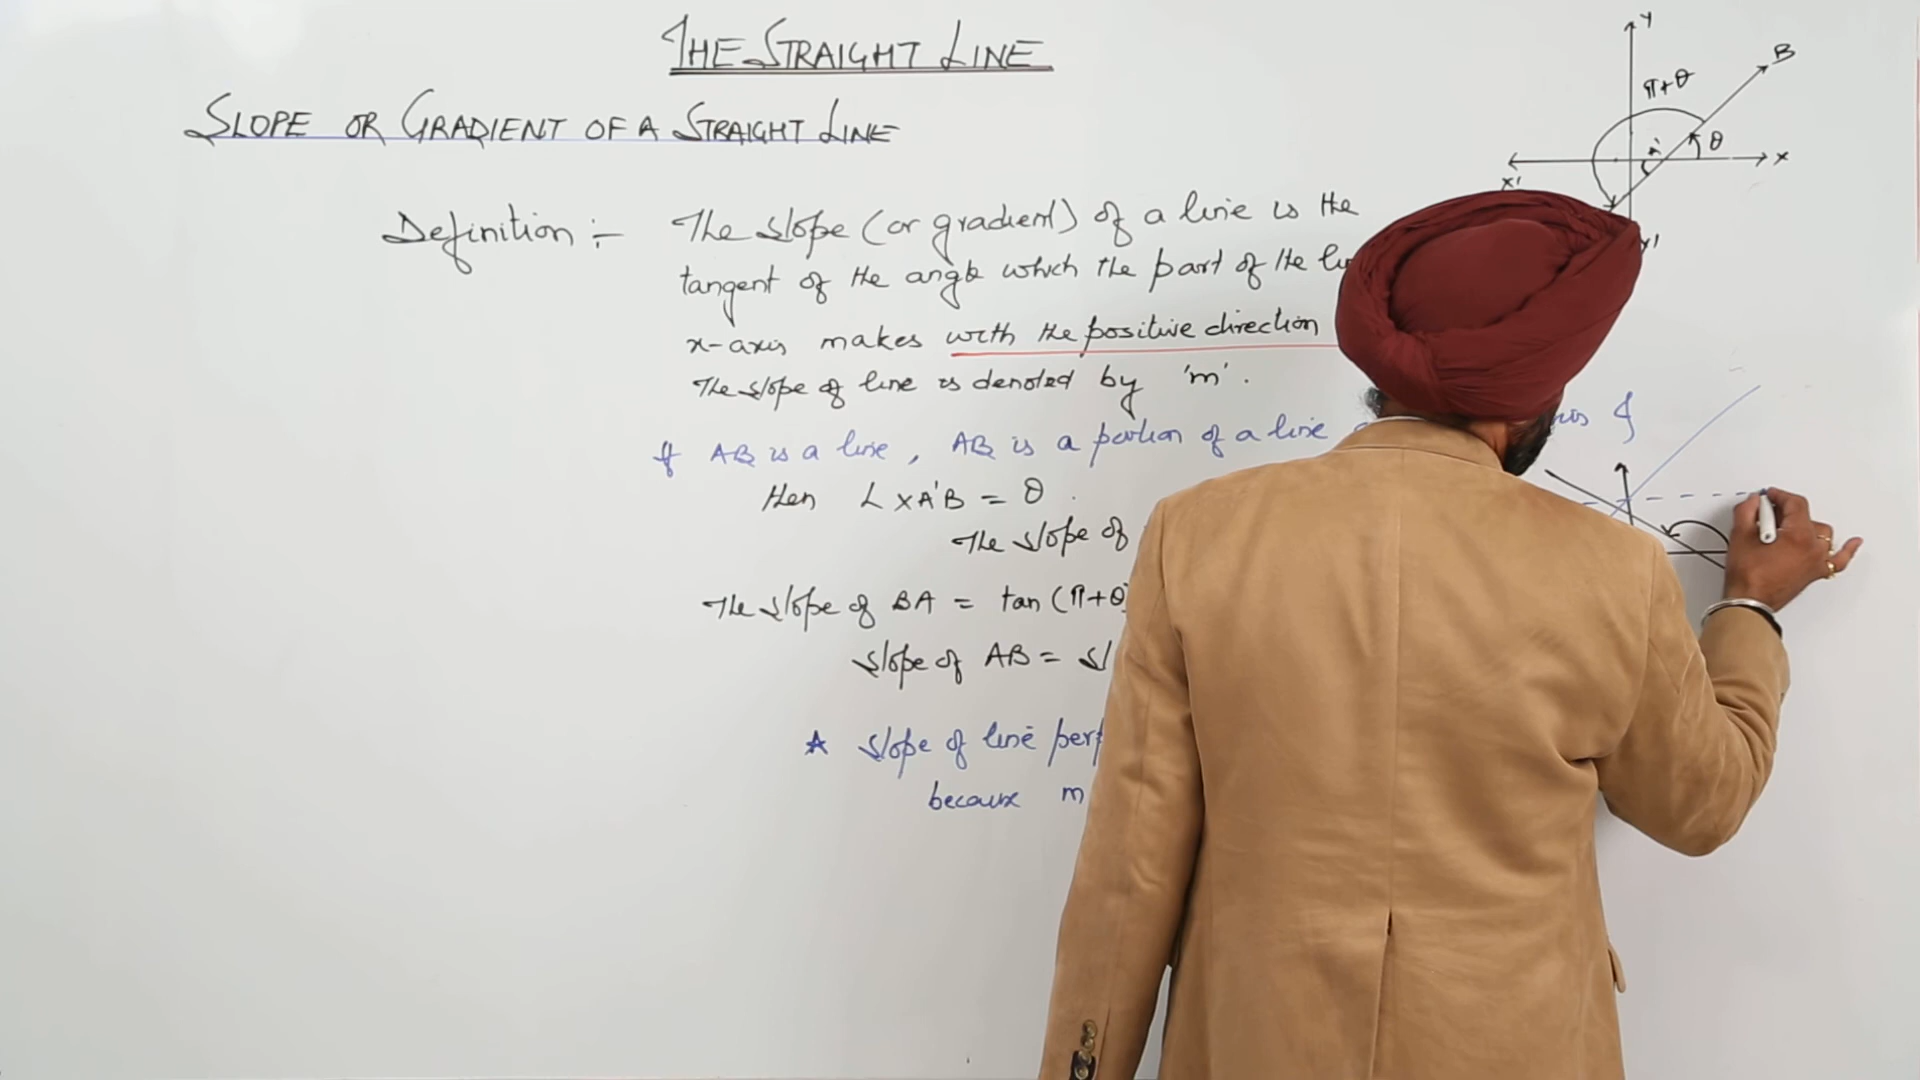 THE STRAIGHT LINE
SLOPE OR GRADIENT OF A STRAIGHT LINE
Definition :- The slope (or gradient) of a line is the
tangent of the angle which the part of the
x-axis makes with the positive direction
The slope of line is denoted by 'm'.
If AB is a line, AB is a portion of a line
then ∠XA'B = θ.
The slope of
The slope of BA = tan (π+θ)
slope of AB =
★ slope of line
because m
Y
B
π+θ
θ
A'
X
X'
Y'